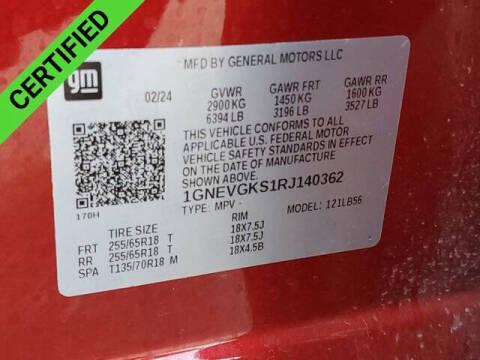 CERTIFIED
gm
MFD BY GENERAL MOTORS LLC
02/24 GVWR GAWR FRT GAWR RR
2900 KG 1450 KG 1600 KG
6394 LB 3196 LB 3527 LB
THIS VEHICLE CONFORMS TO ALL
APPLICABLE U.S. FEDERAL MOTOR
VEHICLE SAFETY STANDARDS IN EFFECT
ON THE DATE OF MANUFACTURE SHOWN ABOVE.
1GNEVGKS1RJ140362
170H TYPE: MPV MODEL: 121LB56
TIRE SIZE RIM
FRT 255/65R18 T 18X7.5J
RR 255/65R18 T 18X7.5J
SPA T135/70R18 M 18X4.5B